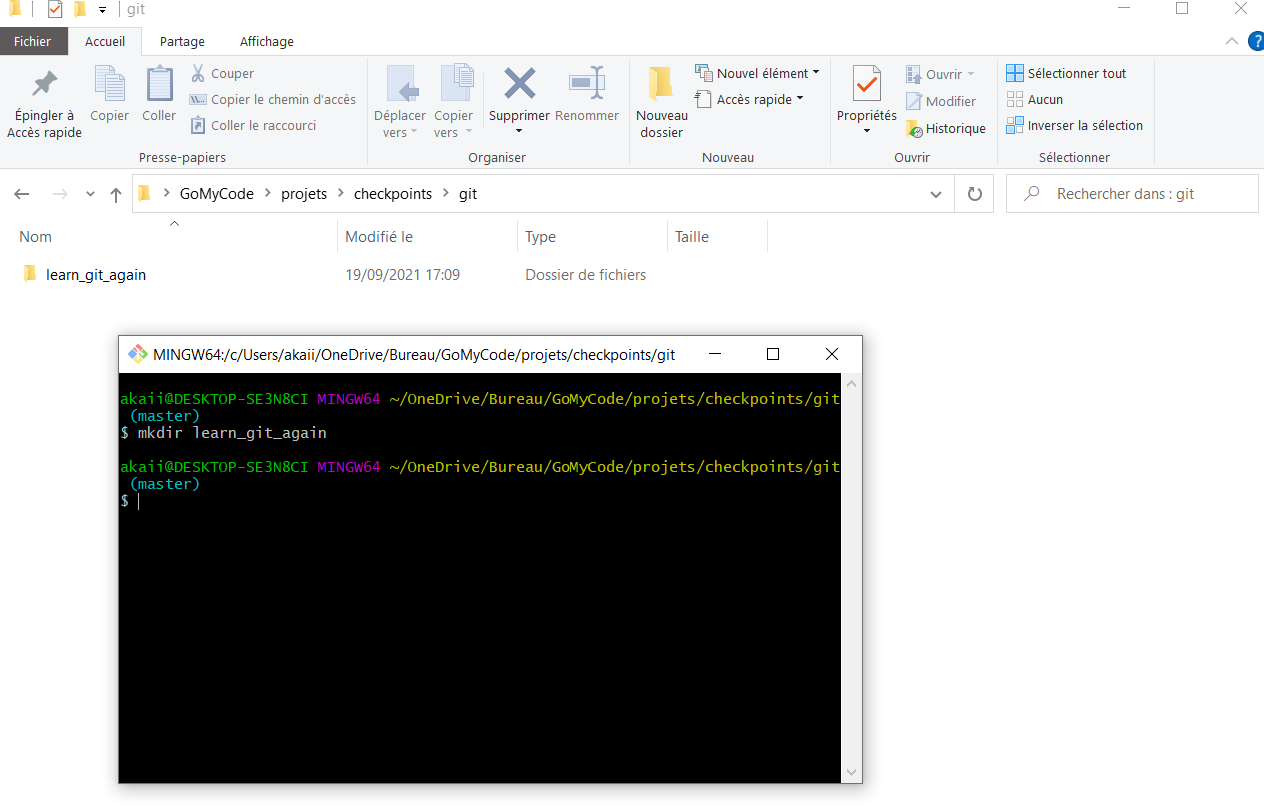 git
Fichier
Accueil
Partage
Affichage
?
Épingler à
Accès rapide
Copier
Coller
Couper
Copier le chemin d'accès
Coller le raccourci
Presse-papiers
Déplacer
vers
Copier
vers
Supprimer
Renommer
Organiser
Nouveau
dossier
Nouvel élément
Accès rapide
Nouveau
Propriétés
Ouvrir
Modifier
Historique
Ouvrir
Sélectionner tout
Aucun
Inverser la sélection
Sélectionner
GoMyCode > projets > checkpoints > git
Rechercher dans : git
Nom
Modifié le
Type
Taille
learn_git_again
19/09/2021 17:09
Dossier de fichiers
MINGW64:/c/Users/akaii/OneDrive/Bureau/GoMyCode/projets/checkpoints/git
akaii@DESKTOP-SE3N8CI MINGW64 ~/OneDrive/Bureau/GoMyCode/projets/checkpoints/git
(master)
$ mkdir learn_git_again
akaii@DESKTOP-SE3N8CI MINGW64 ~/OneDrive/Bureau/GoMyCode/projets/checkpoints/git
(master)
$